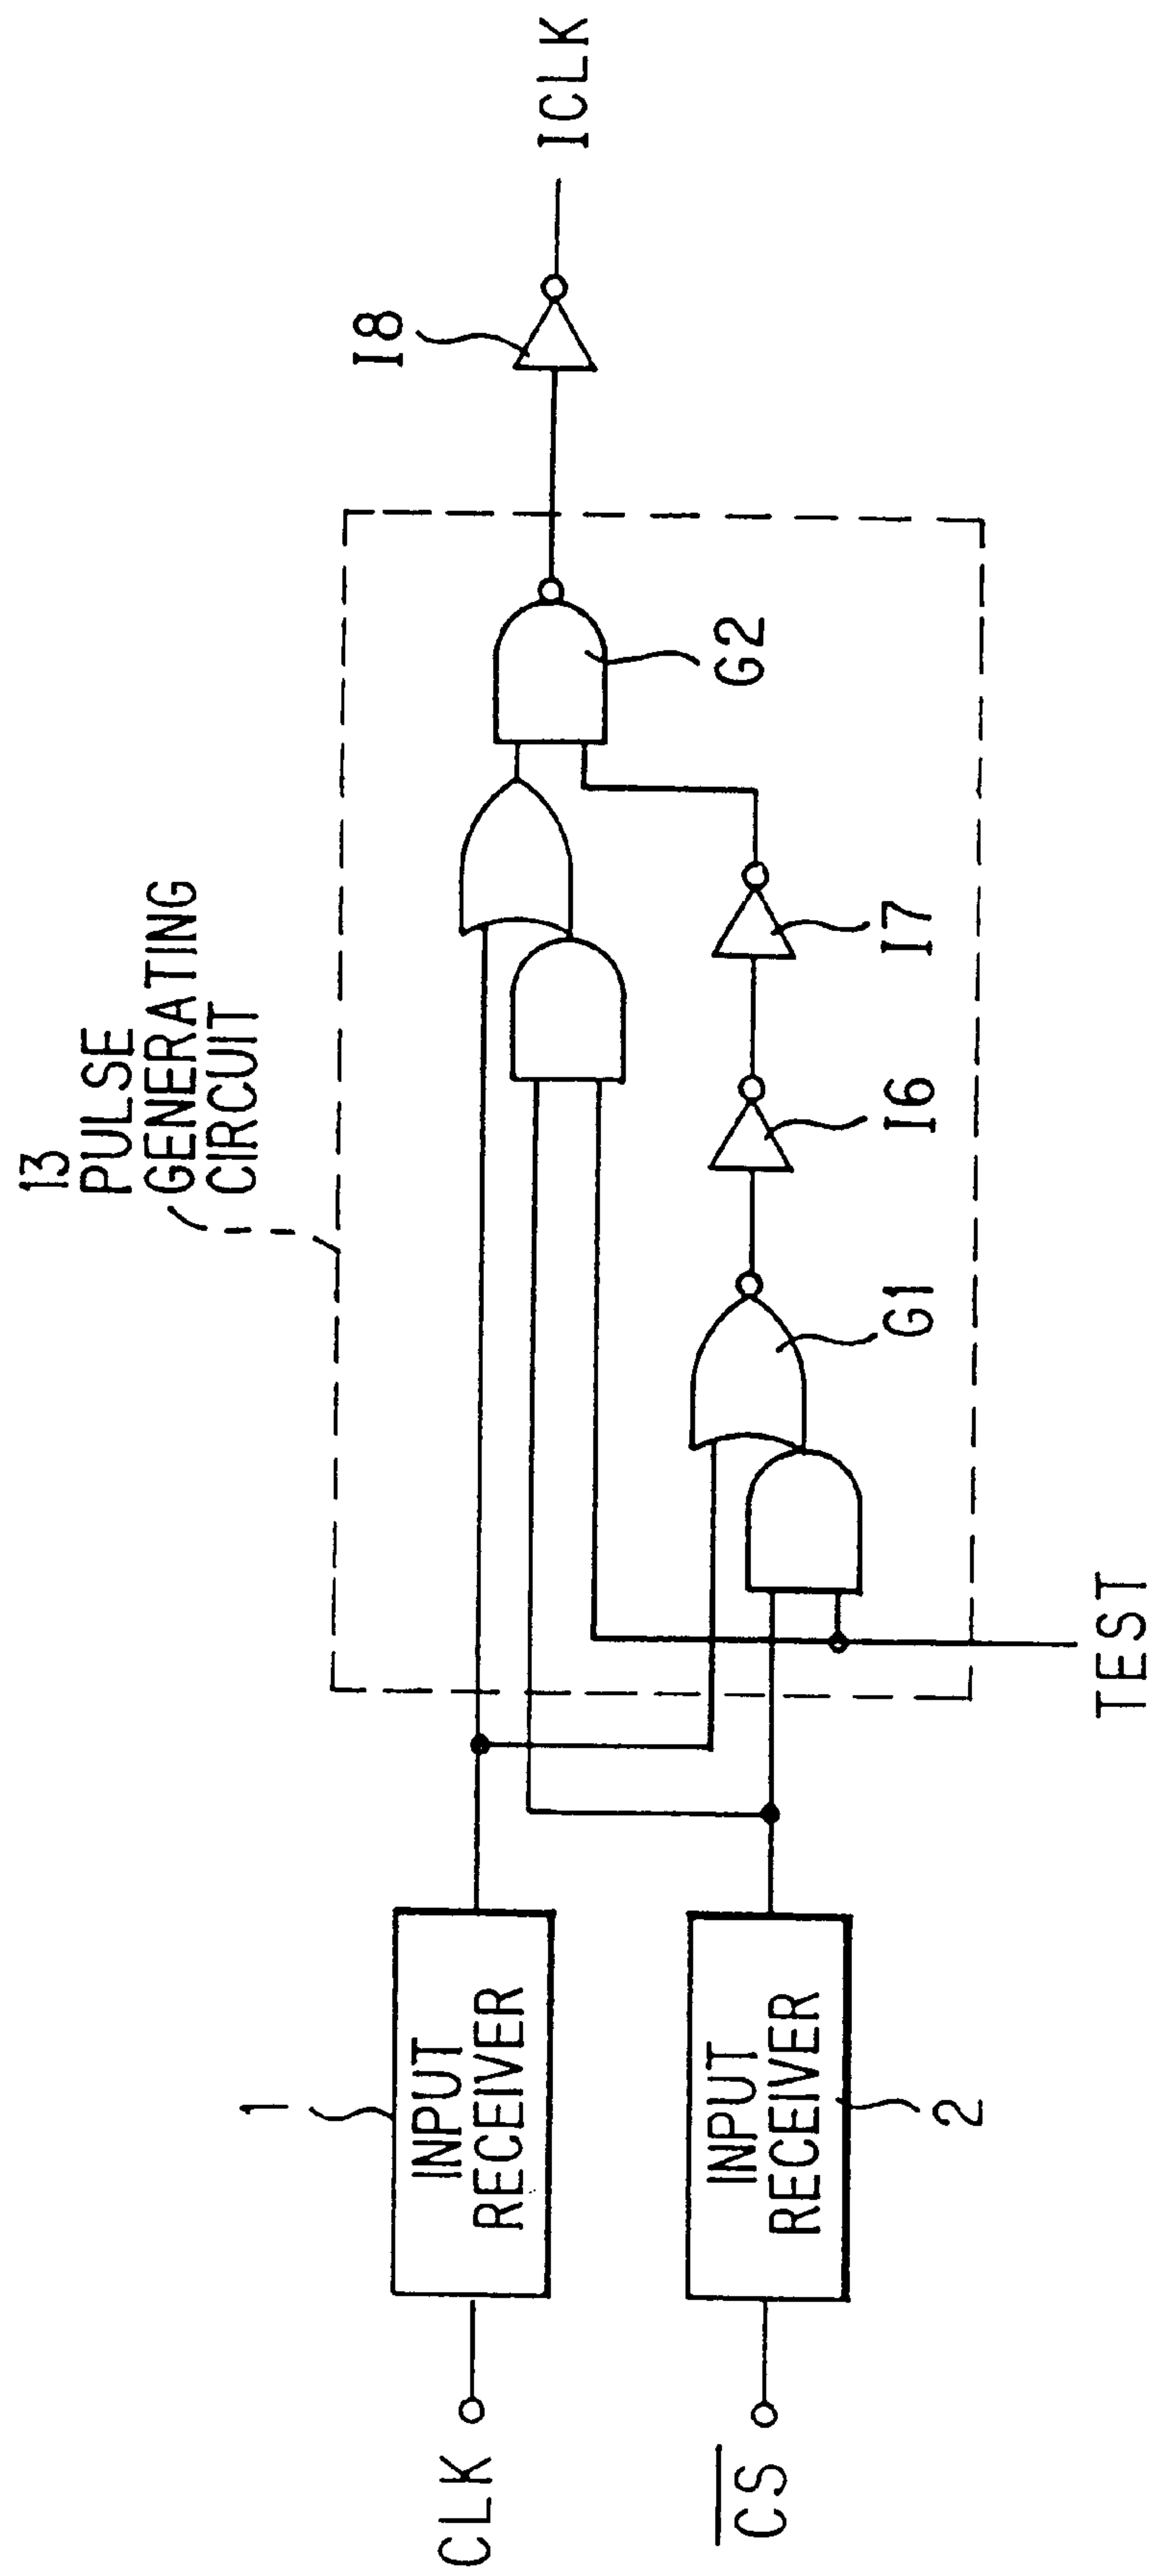 13
PULSE
GENERATING
CIRCUIT
CLK
1
INPUT
RECEIVER
CS
INPUT
RECEIVER
2
TEST
G1
I6
I7
G2
I8
ICLK